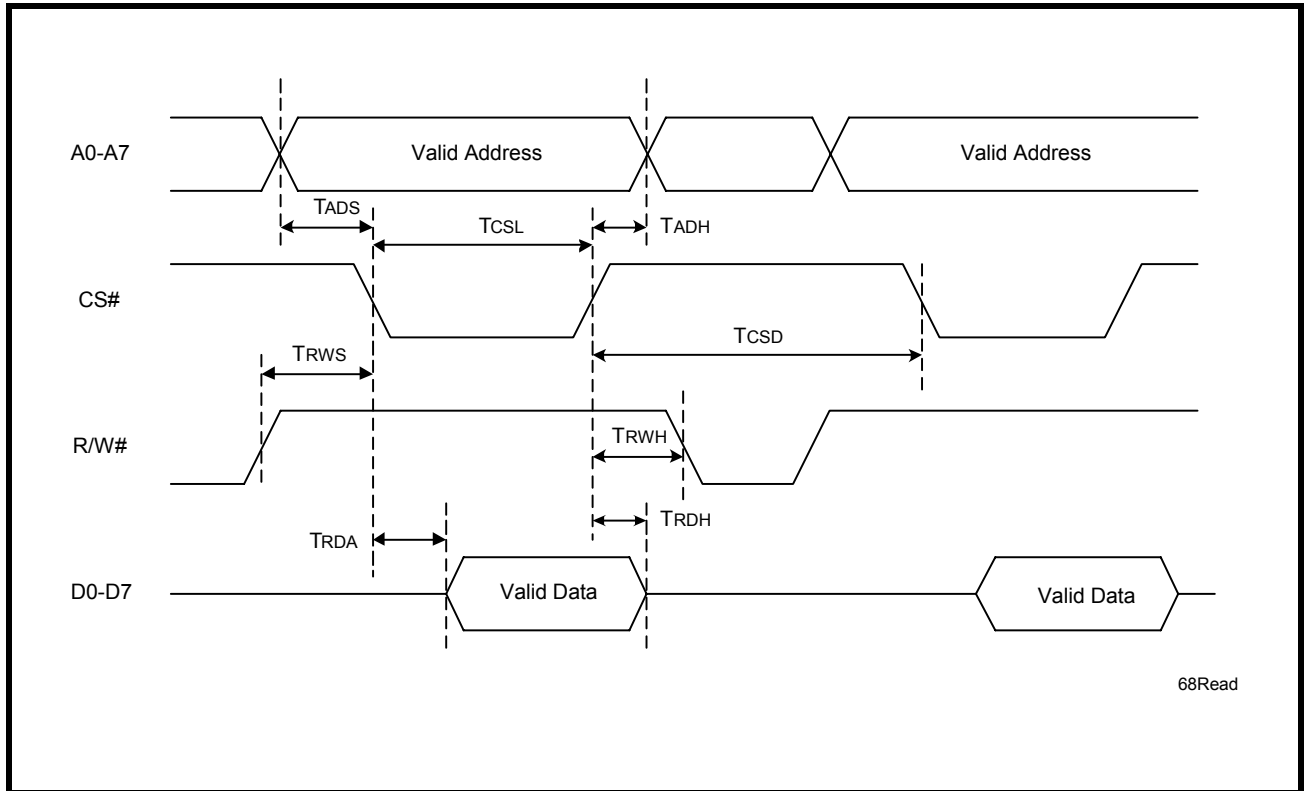 A0-A7
Valid Address
Valid Address
TADS
TCSL
TADH
CS#
TCSD
TRWS
R/W#
TRWH
TRDH
TRDA
D0-D7
Valid Data
Valid Data
68Read